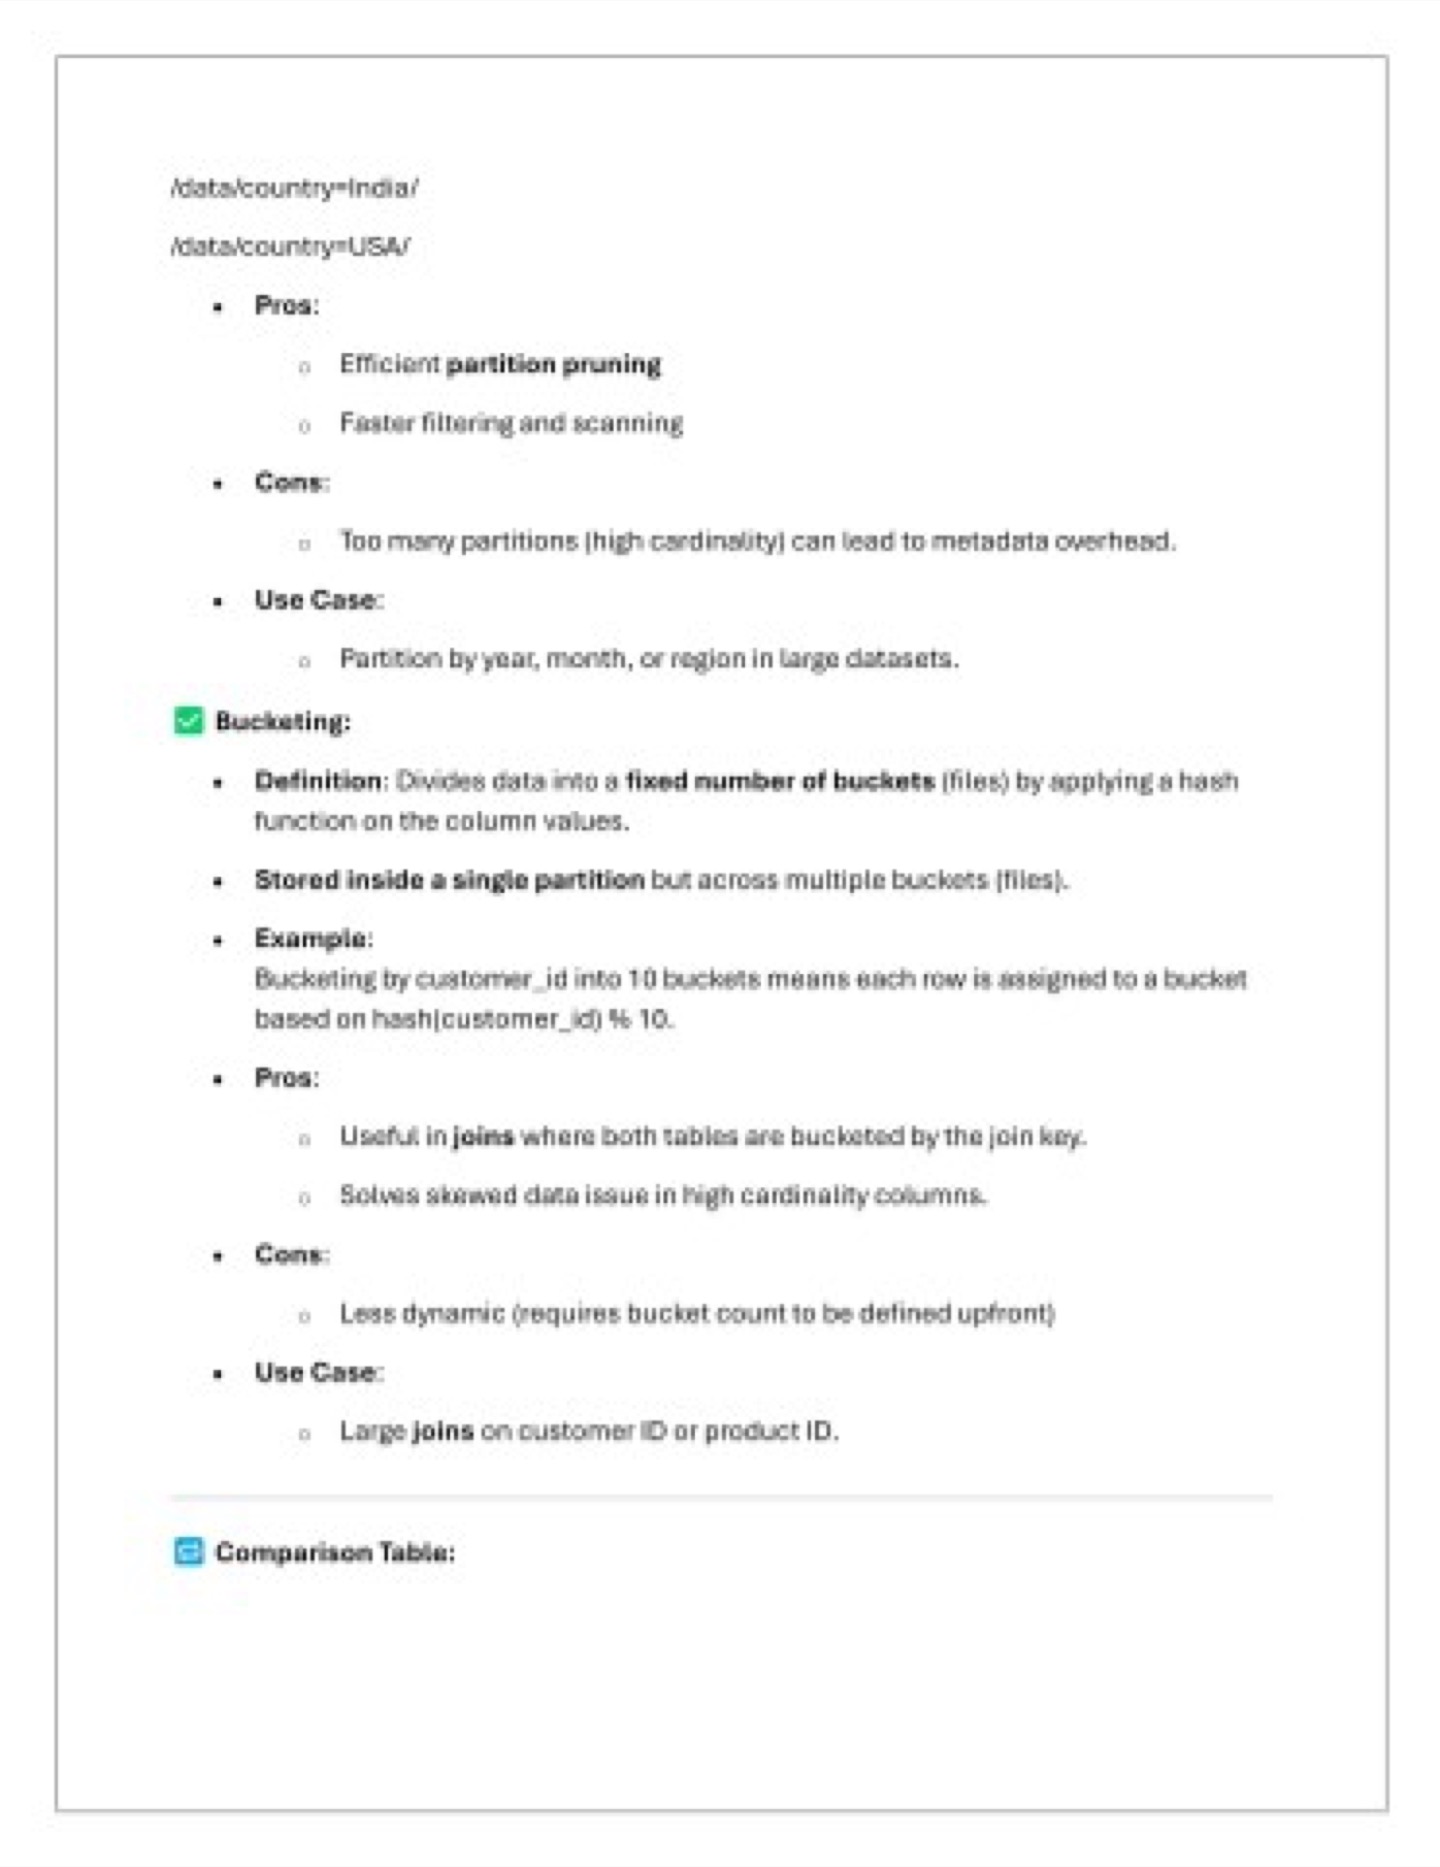 /data/country=India/
/data/country=USA/
• Pros:
○ Efficient partition pruning
○ Faster filtering and scanning
• Cons:
○ Too many partitions (high cardinality) can lead to metadata overhead.
• Use Case:
○ Partition by year, month, or region in large datasets.
✅ Bucketing:
• Definition: Divides data into a fixed number of buckets (files) by applying a hash
function on the column values.
• Stored inside a single partition but across multiple buckets (files).
• Example:
Bucketing by customer_id into 10 buckets means each row is assigned to a bucket
based on hash(customer_id) % 10.
• Pros:
○ Useful in joins where both tables are bucketed by the join key.
○ Solves skewed data issue in high cardinality columns.
• Cons:
○ Less dynamic (requires bucket count to be defined upfront)
• Use Case:
○ Large joins on customer ID or product ID.
Comparison Table: